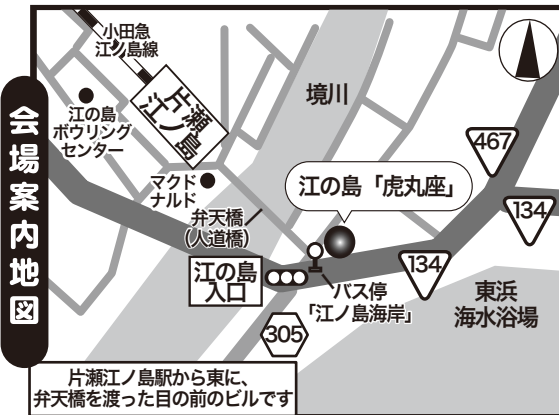 会場案内地図
小田急
江ノ島線
片瀬
江ノ島
江の島
ボウリング
センター
境川
マクド
ナルド
弁天橋
(人道橋)
江の島「虎丸座」
467
134
134
江の島
入口
バス停
「江ノ島海岸」
東浜
海水浴場
305
片瀬江ノ島駅から東に、
弁天橋を渡った目の前のビルです